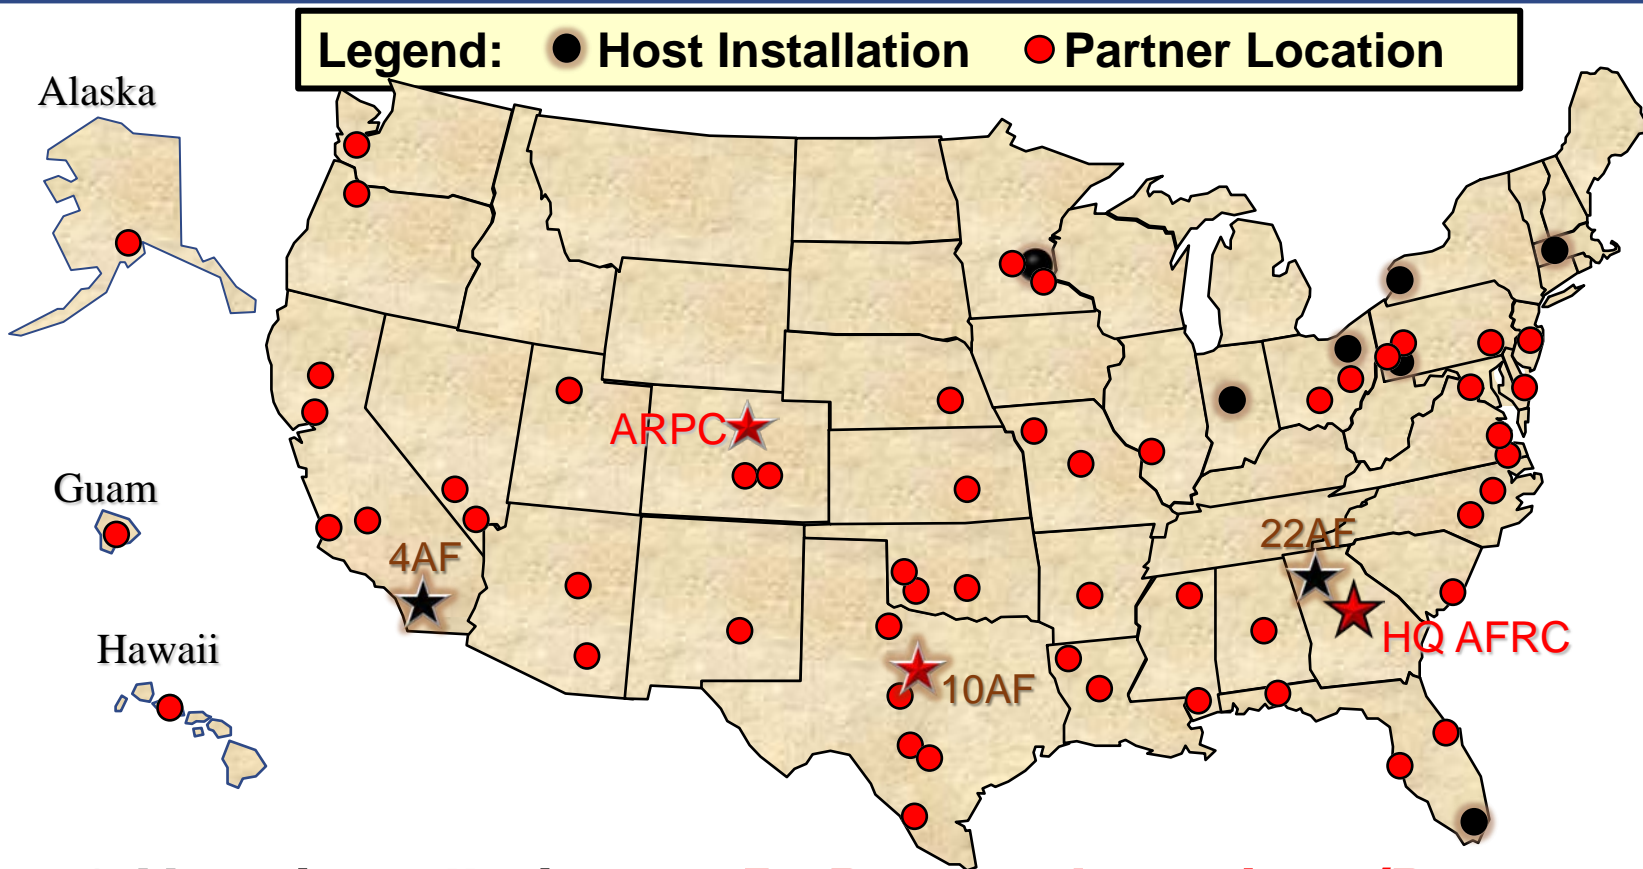 Legend: Host Installation Partner Location
Alaska
ARPC
Guam
22AF
4AF
HQ AFRC
Hawaii
10AF